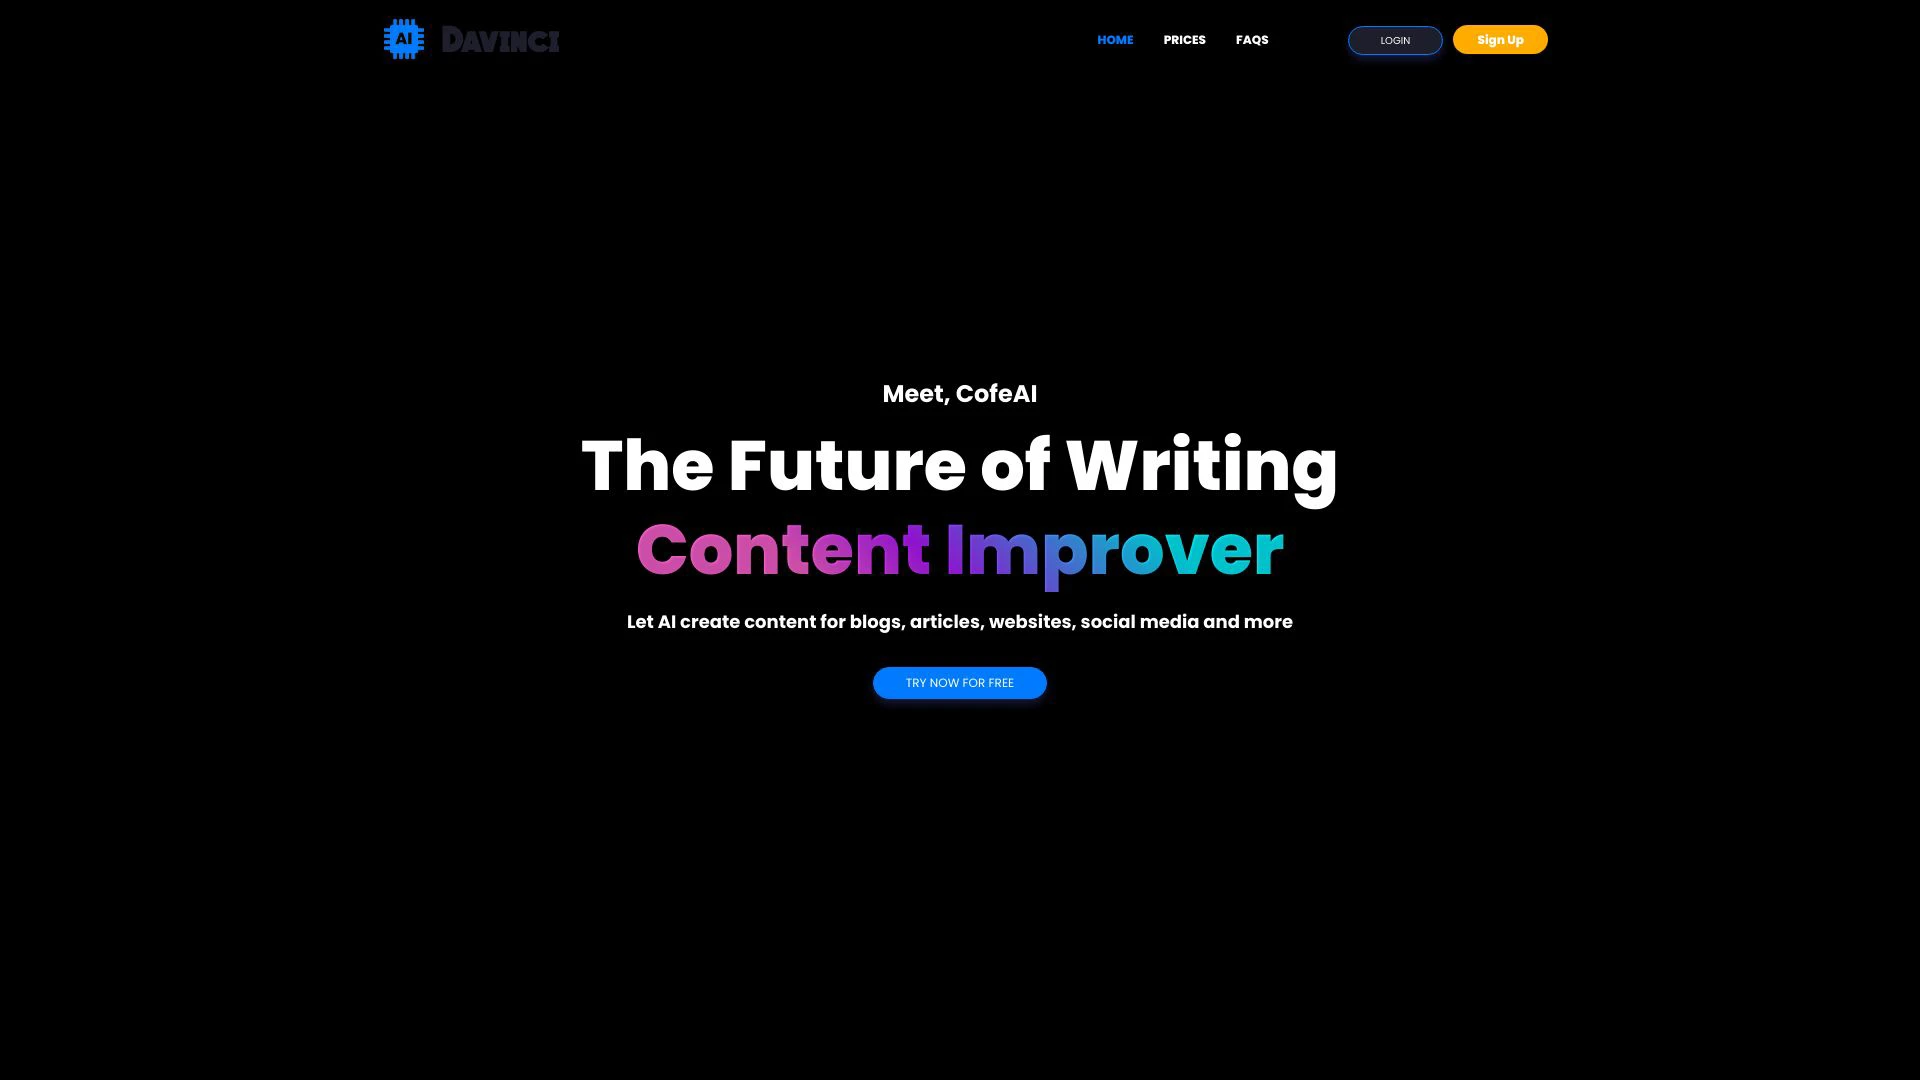 AI DAVINCI
HOME PRICES FAQS LOGIN Sign Up
Meet, CofeAI
The Future of Writing
Content Improver
Let AI create content for blogs, articles, websites, social media and more
TRY NOW FOR FREE